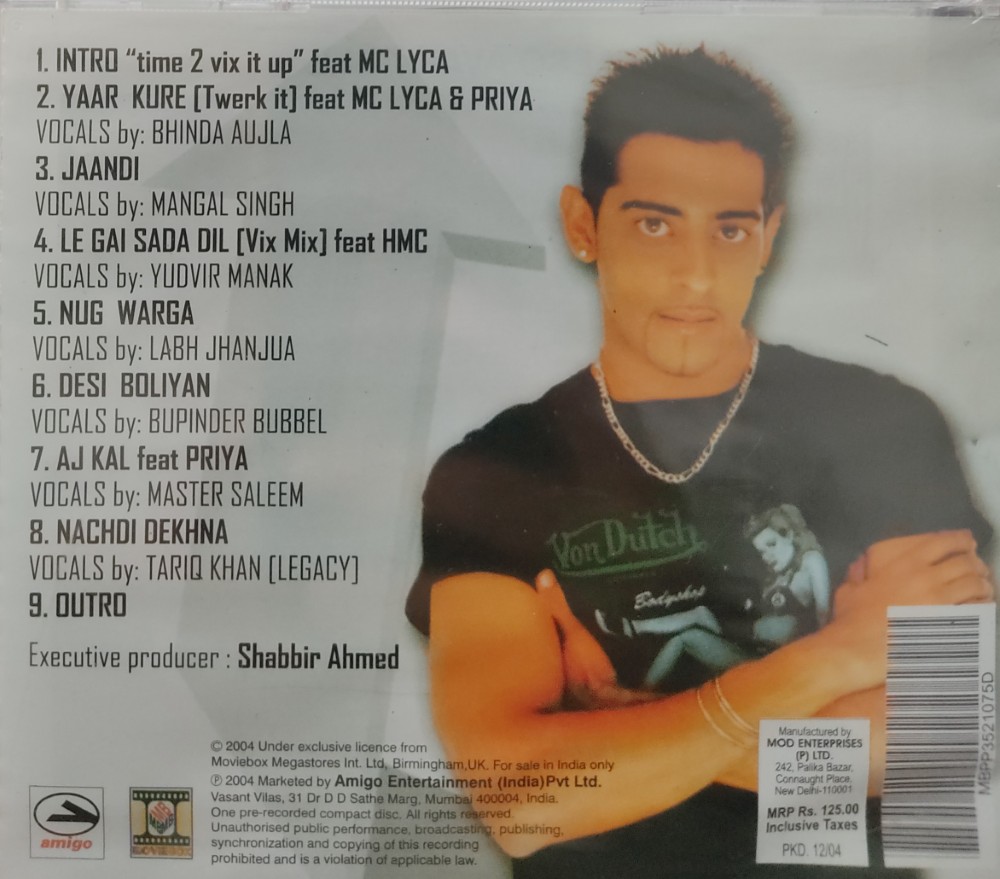 1. INTRO “time 2 vix it up” feat MC LYCA
2. YAAR KURE [Twerk it] feat MC LYCA & PRIYA
VOCALS by: BHINDA AUJLA
3. JAANDI
VOCALS by: MANGAL SINGH
4. LE GAI SADA DIL [Vix Mix] feat HMC
VOCALS by: YUDVIR MANAK
5. NUG WARGA
VOCALS by: LABH JHANJUA
6. DESI BOLIYAN
VOCALS by: BUPINDER BUBBEL
7. AJ KAL feat PRIYA
VOCALS by: MASTER SALEEM
8. NACHDI DEKHNA
VOCALS by: TARIQ KHAN [LEGACY]
9. OUTRO
Executive producer : Shabbir Ahmed
Von Dutch
Bodyshop
© 2004 Under exclusive licence from
Moviebox Megastores Int. Ltd, Birmingham,UK. For sale in India only
℗ 2004 Marketed by Amigo Entertainment (India)Pvt Ltd.
Vasant Vilas, 31 Dr D D Sathe Marg, Mumbai 400004, India.
One pre-recorded compact disc. All rights reserved.
Unauthorised public performance, broadcasting, publishing,
synchronization and copying of this recording
prohibited and is a violation of applicable law.
amigo
MOVIEBOX
Manufactured by
MOD ENTERPRISES
(P) LTD.
242, Palika Bazar,
Connaught Place,
New Delhi-110001
MRP Rs. 125.00
Inclusive Taxes
PKD. 12/04
MBPP3521075D